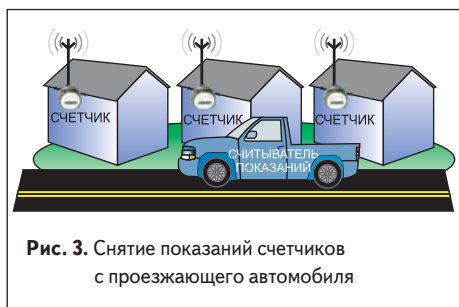 СЧЕТЧИК
СЧЕТЧИК
СЧЕТЧИК
СЧИТЫВАТЕЛЬ
ПОКАЗАНИЙ
Рис. 3. Снятие показаний счетчиков
с проезжающего автомобиля